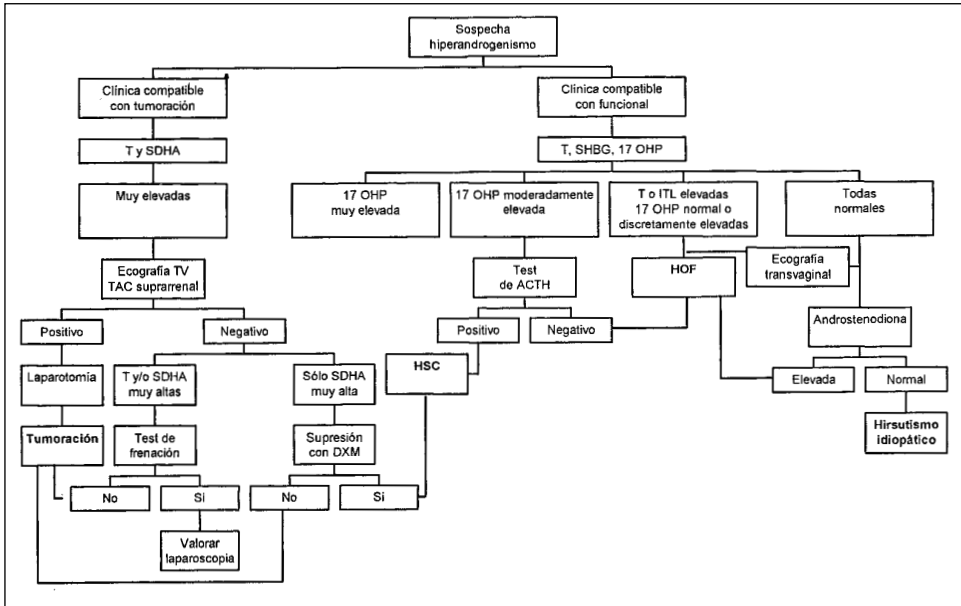 Sospecha
hiperandrogenismo
Clínica compatible
con tumoración
Clínica compatible
con funcional
T y SDHA
T, SHBG, 17 OHP
Muy elevadas
17 OHP
muy elevada
17 OHP moderadamente
elevada
T o ITL elevadas
17 OHP normal o
discretamente elevadas
Todas
normales
Ecografía TV
TAC suprarrenal
Test
de ACTH
HOF
Ecografía
transvaginal
Positivo
Negativo
Positivo
Negativo
Androstenodiona
Laparotomía
T y/o SDHA
muy altas
Sólo SDHA
muy alta
HSC
Elevada
Normal
Tumoración
Test de
frenación
Supresión
con DXM
Hirsutismo
idiopático
No
Si
No
Si
Valorar
laparoscopia